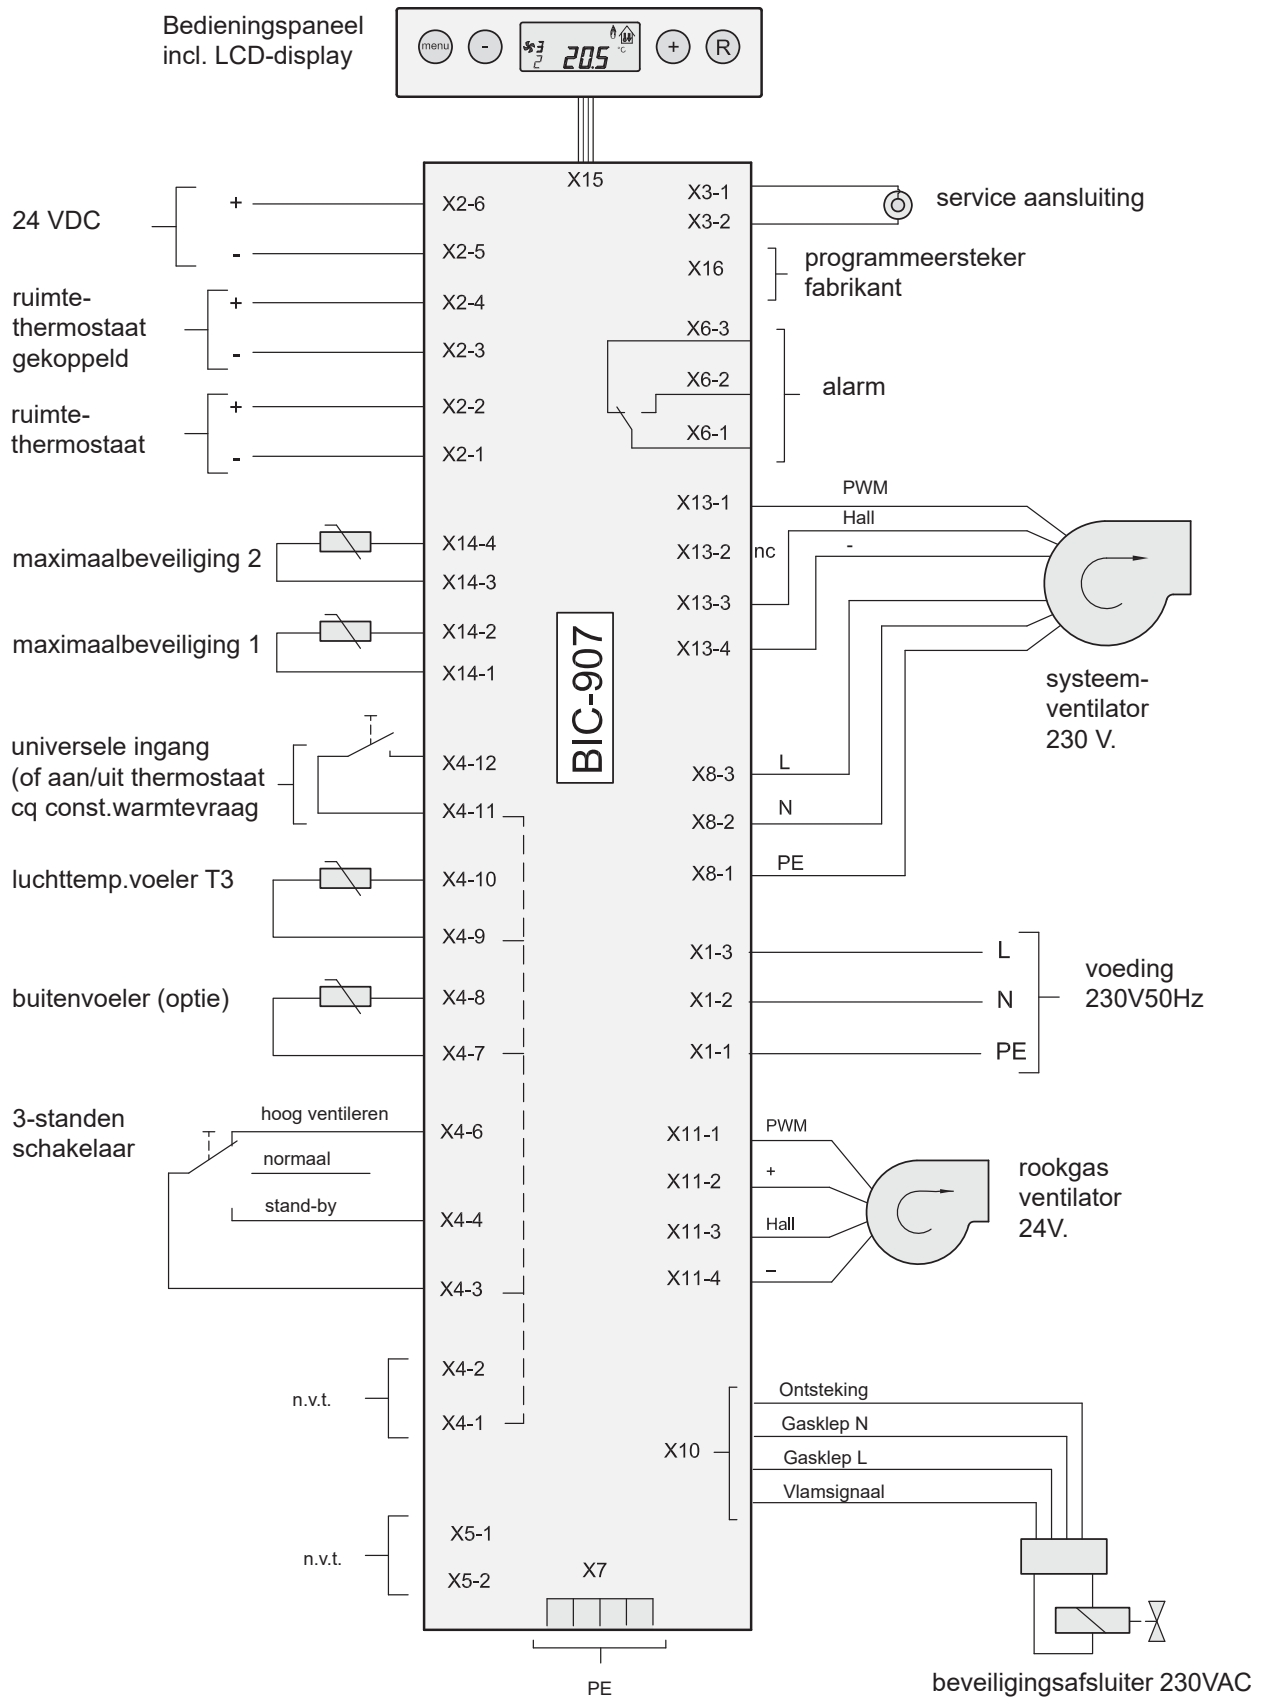 Bedieningspaneel
incl. LCD-display
menu
-
3
2
20.5
°C
+
R
X15
24 VDC
+
-
X2-6
X2-5
ruimte-
thermostaat
gekoppeld
+
-
X2-4
X2-3
ruimte-
thermostaat
+
-
X2-2
X2-1
maximaalbeveiliging 2
X14-4
X14-3
maximaalbeveiliging 1
X14-2
X14-1
universele ingang
(of aan/uit thermostaat
cq const.warmtevraag
X4-12
X4-11
luchttemp.voeler T3
X4-10
X4-9
buitenvoeler (optie)
X4-8
X4-7
3-standen
schakelaar
hoog ventileren
normaal
stand-by
X4-6
X4-4
X4-3
n.v.t.
X4-2
X4-1
n.v.t.
X5-1
X5-2
BIC-907
X7
PE
X3-1
X3-2
service aansluiting
X16
programmeersteker
fabrikant
X6-3
X6-2
X6-1
alarm
X13-1
X13-2
X13-3
X13-4
PWM
Hall
nc
-
systeem-
ventilator
230 V.
X8-3
X8-2
X8-1
L
N
PE
X1-3
X1-2
X1-1
L
N
PE
voeding
230V50Hz
X11-1
X11-2
X11-3
X11-4
PWM
+
Hall
–
rookgas
ventilator
24V.
X10
Ontsteking
Gasklep N
Gasklep L
Vlamsignaal
beveiligingsafsluiter 230VAC